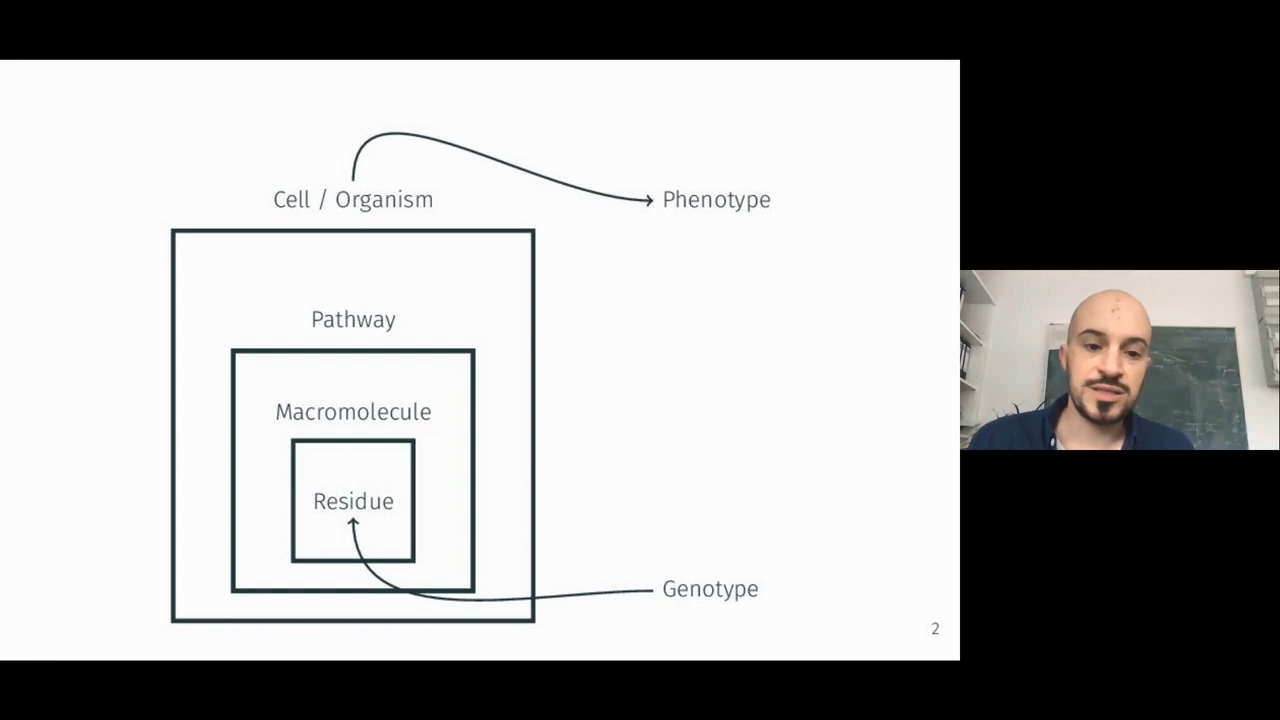 Cell / Organism
Phenotype
Pathway
Macromolecule
Residue
Genotype
2